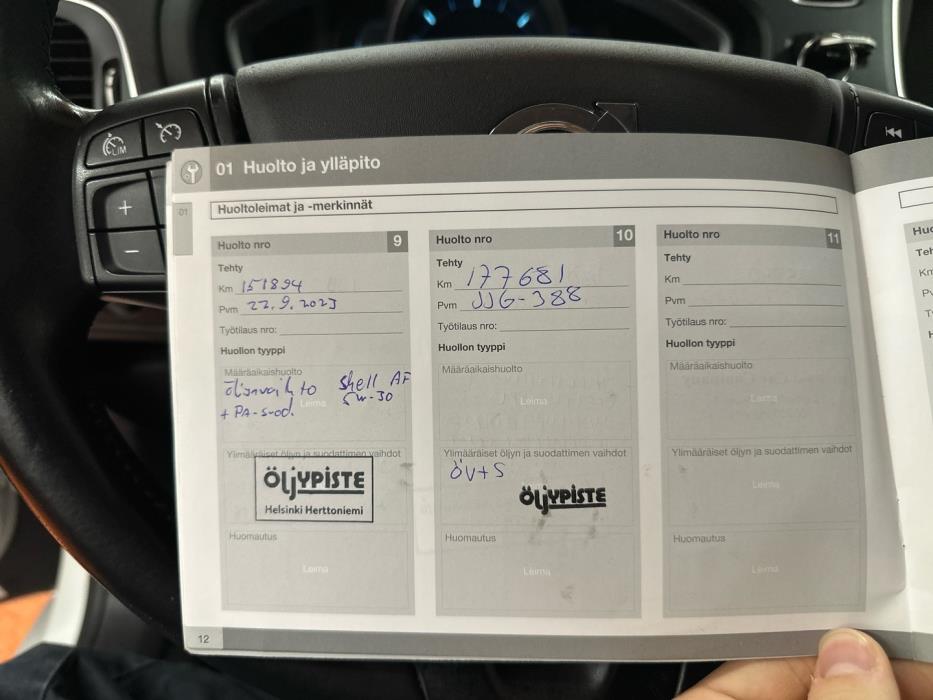 LIM
+
−
01 Huolto ja ylläpito
01
Huoltoleimat ja -merkinnät
Huolto nro 9
Tehty
Km 151894
Pvm 22.9.2023
Työtilaus nro:
Huollon tyyppi
Määräaikaishuolto
öljynvaihto Shell AF
5w-30
+ PA-suod.
Leima
Ylimääräiset öljyn ja suodattimen vaihdot
ÖljYPISTE
Helsinki Herttoniemi
Huomautus
Leima
Huolto nro 10
Tehty
Km 177681
Pvm JJG-388
Työtilaus nro:
Huollon tyyppi
Määräaikaishuolto
Leima
Ylimääräiset öljyn ja suodattimen vaihdot
ÖV+S
ÖljYPISTE
Huomautus
Leima
Huolto nro 11
Tehty
Km
Pvm
Työtilaus nro:
Huollon tyyppi
Määräaikaishuolto
Leima
Ylimääräiset öljyn ja suodattimen vaihdot
Leima
Huomautus
Leima
12